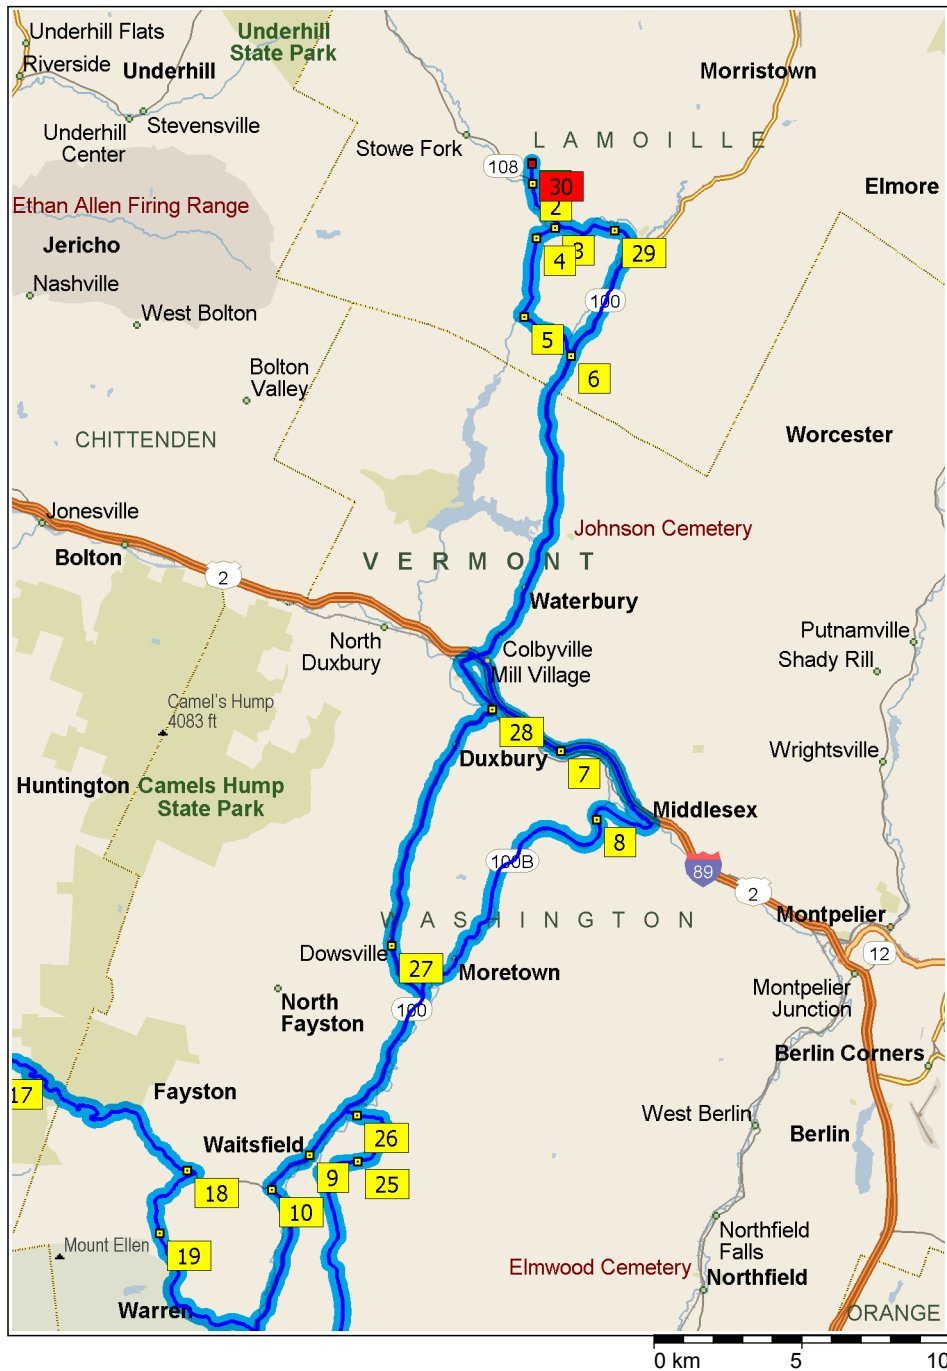 Underhill Flats
Underhill
State Park
Riverside
Underhill
Morristown
Stevensville
Underhill
Center
Stowe Fork
LAMOILLE
108
30
Elmore
2
Ethan Allen Firing Range
Jericho
4
3
29
Nashville
100
West Bolton
5
Bolton
Valley
6
CHITTENDEN
Worcester
Jonesville
Johnson Cemetery
Bolton
VERMONT
2
Waterbury
North
Duxbury
Putnamville
Colbyville
Shady Rill
Mill Village
Camel's Hump
4083 ft
28
Duxbury
Wrightsville
7
Huntington
Camels Hump
State Park
Middlesex
8
100B
89
2
WASHINGTON
Montpelier
Dowsville
12
27
Moretown
Montpelier
Junction
North
Fayston
100
Berlin Corners
17
Fayston
West Berlin
26
Berlin
Waitsfield
9
25
18
10
Northfield
Falls
19
Mount Ellen
Elmwood Cemetery
Northfield
Warren
ORANGE
0 km
5
10